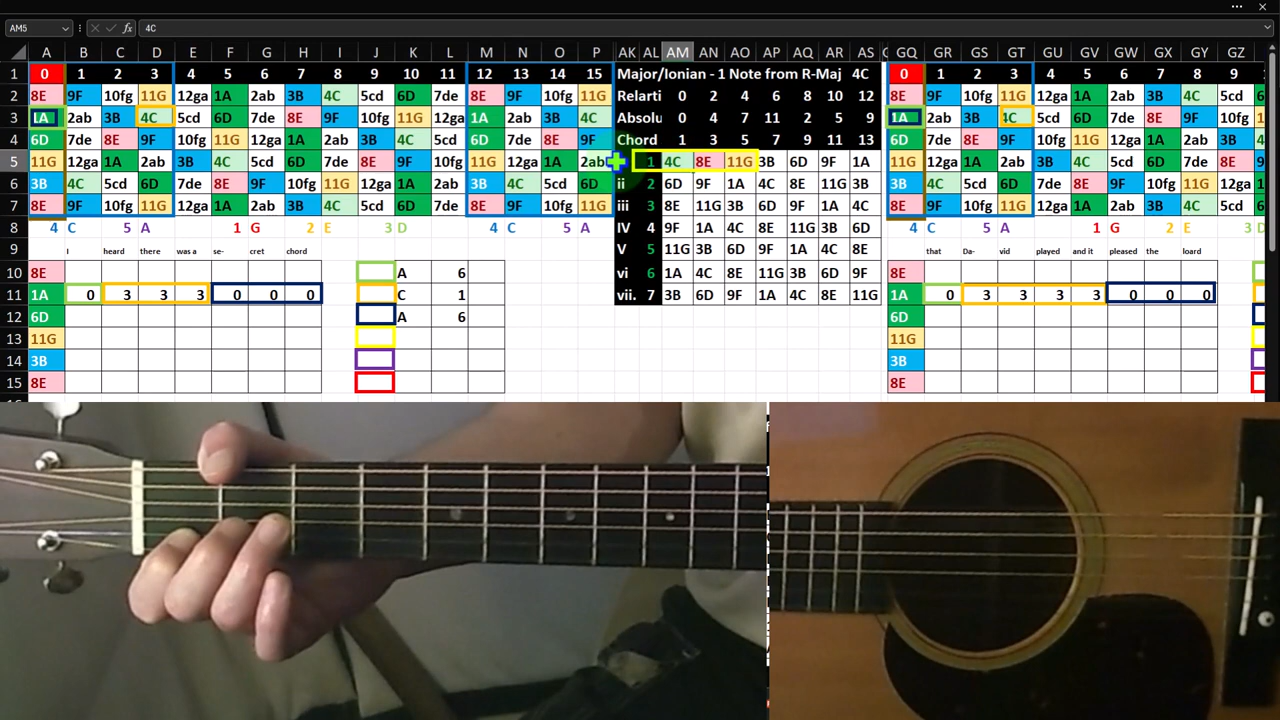 AM5 fx 4C
A B C D E F G H I J K L M N O P AK AL AM AN AO AP AQ AR AS GQ GR GS GT GU GV GW GX GY GZ
1 0 1 2 3 4 5 6 7 8 9 10 11 12 13 14 15 Major/Ionian - 1 Note from R-Maj 4C 0 1 2 3 4 5 6 7 8 9
2 8E 9F 10fg 11G 12ga 1A 2ab 3B 4C 5cd 6D 7de 8E 9F 10fg 11G Relarti 0 2 4 6 8 10 12 8E 9F 10fg 11G 12ga 1A 2ab 3B 4C 5cd
3 1A 2ab 3B 4C 5cd 6D 7de 8E 9F 10fg 11G 12ga 1A 2ab 3B 4C Absolu 0 4 7 11 2 5 9 1A 2ab 3B 4C 5cd 6D 7de 8E 9F 10fg
4 6D 7de 8E 9F 10fg 11G 12ga 1A 2ab 3B 4C 5cd 6D 7de 8E 9F Chord 1 3 5 7 9 11 13 6D 7de 8E 9F 10fg 11G 12ga 1A 2ab 3B
5 11G 12ga 1A 2ab 3B 4C 5cd 6D 7de 8E 9F 10fg 11G 12ga 1A 2ab 1 4C 8E 11G 3B 6D 9F 1A 11G 12ga 1A 2ab 3B 4C 5cd 6D 7de 8E
6 3B 4C 5cd 6D 7de 8E 9F 10fg 11G 12ga 1A 2ab 3B 4C 5cd 6D ii 2 6D 9F 1A 4C 8E 11G 3B 3B 4C 5cd 6D 7de 8E 9F 10fg 11G 12ga
7 8E 9F 10fg 11G 12ga 1A 2ab 3B 4C 5cd 6D 7de 8E 9F 10fg 11G iii 3 8E 11G 3B 6D 9F 1A 4C 8E 9F 10fg 11G 12ga 1A 2ab 3B 4C 5cd
8 4 C 5 A 1 G 2 E 3 D 4 C 5 A IV 4 9F 1A 4C 8E 11G 3B 6D 4 C 5 A 1 G 2 E 3 D
9 I heard there was a se- cret chord V 5 11G 3B 6D 9F 1A 4C 8E that Da- vid played and it pleased the loard
10 8E A 6 vi 6 1A 4C 8E 11G 3B 6D 9F 8E
11 1A 0 3 3 3 0 0 0 C 1 vii. 7 3B 6D 9F 1A 4C 8E 11G 1A 0 3 3 3 3 0 0 0
12 6D A 6 6D
13 11G 11G
14 3B 3B
15 8E 8E